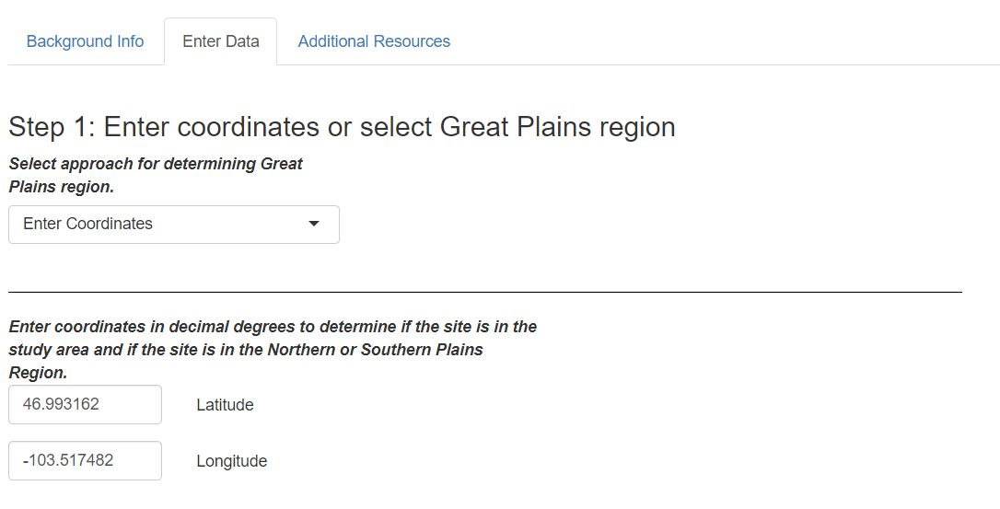 Background Info
Enter Data
Additional Resources
Step 1: Enter coordinates or select Great Plains region
Select approach for determining Great
Plains region.
Enter Coordinates
Enter coordinates in decimal degrees to determine if the site is in the
study area and if the site is in the Northern or Southern Plains
Region.
46.993162 Latitude
-103.517482 Longitude